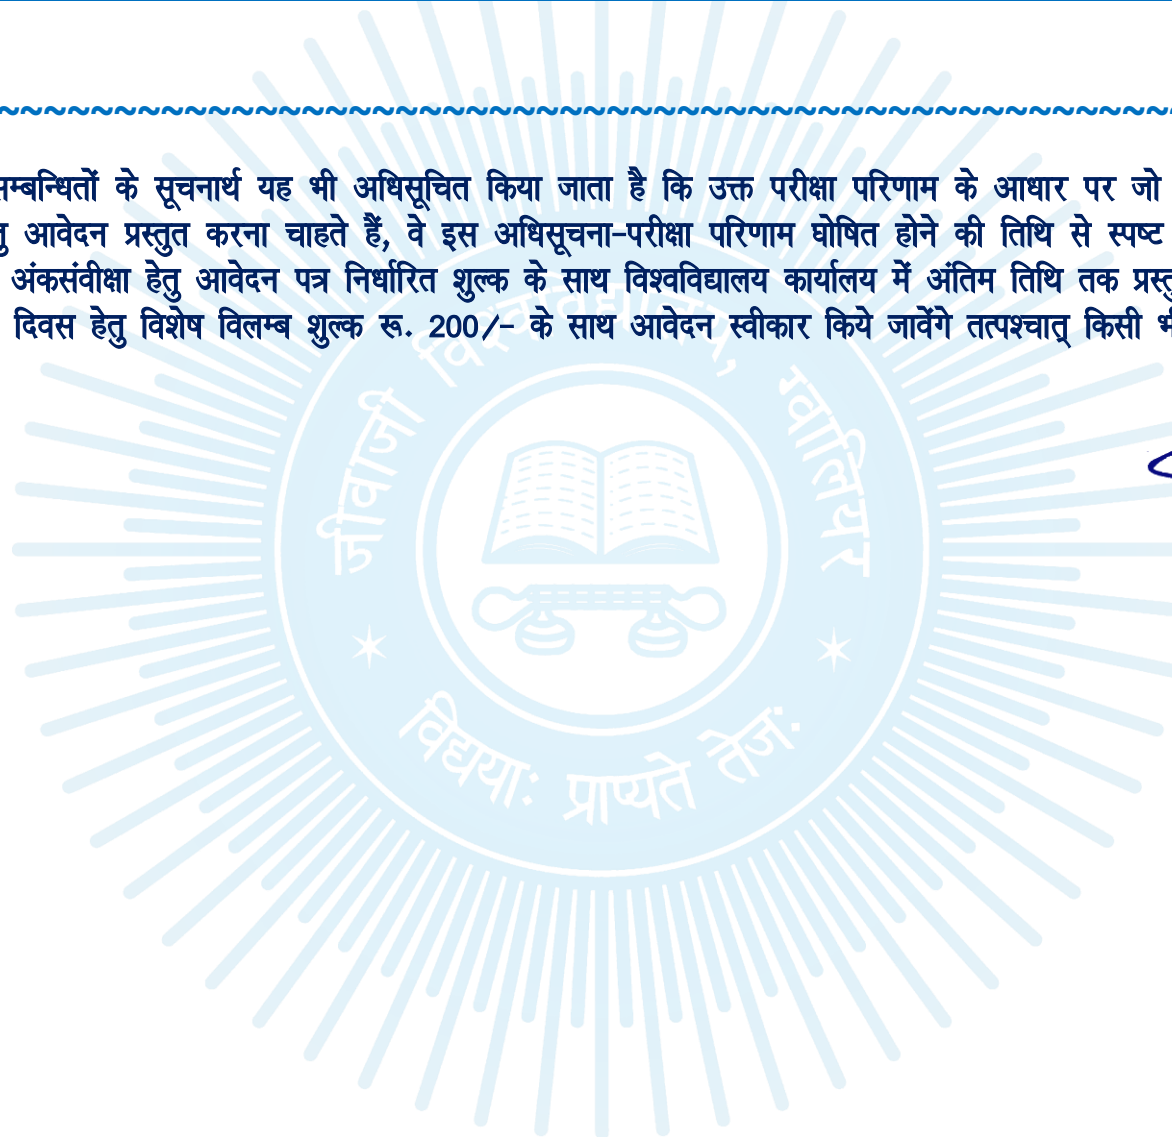 सम्बन्धितों के सूचनार्थ यह भी अधिसूचित किया जाता है कि उक्त परीक्षा परिणाम के आधार पर जो
आवेदन प्रस्तुत करना चाहते हैं, वे इस अधिसूचना-परीक्षा परिणाम घोषित होने की तिथि से स्पष्ट
अंकसंवीक्षा हेतु आवेदन पत्र निर्धारित शुल्क के साथ विश्वविद्यालय कार्यालय में अंतिम तिथि तक
दिवस हेतु विशेष विलम्ब शुल्क रू. 200/- के साथ आवेदन स्वीकार किये जावेंगे तत्पश्चात् किसी
जीवाजी विश्वविद्यालय, ग्वालियर
विद्यया: प्राप्यते तेज: